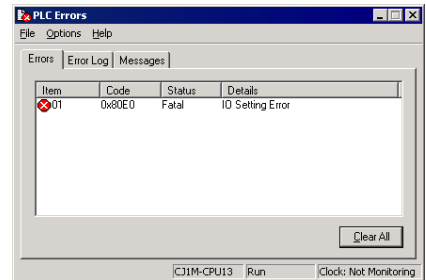 PLC Errors
File Options Help
Errors Error Log Messages
Item Code Status Details
01 0x80E0 Fatal IO Setting Error
Clear All
CJ1M-CPU13 Run Clock: Not Monitoring